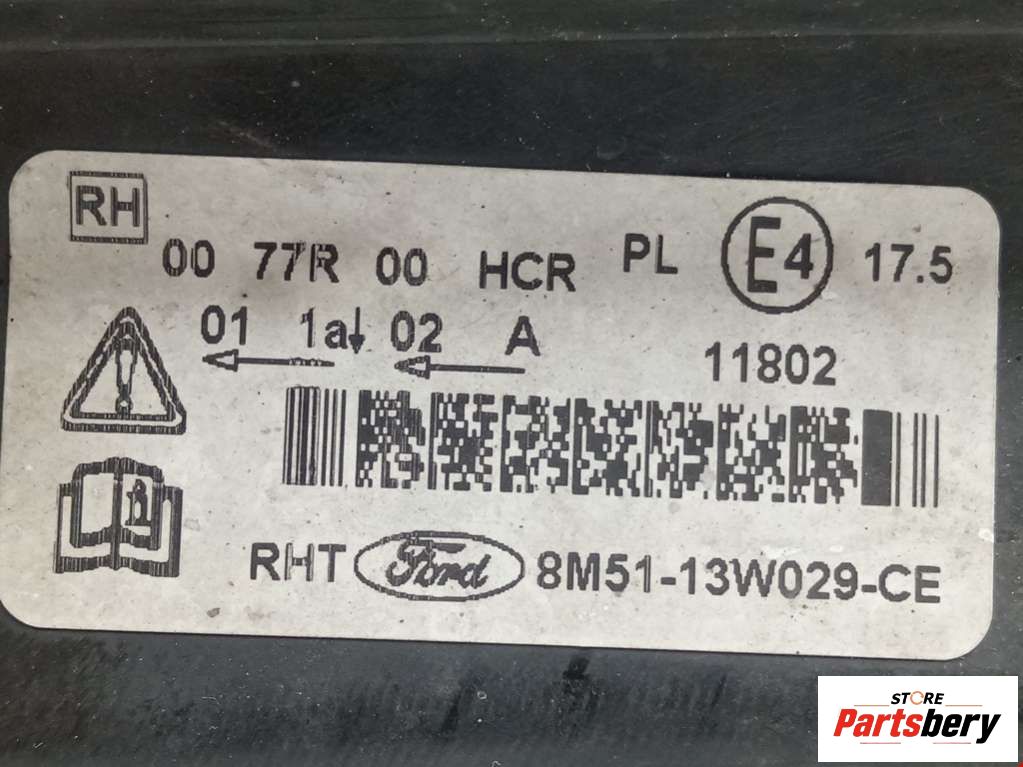 RH
00 77R 00 HCR PL E4 17.5
01 1a 02 A 11802
RHT Ford 8M51-13W029-CE
STORE
Partsbery